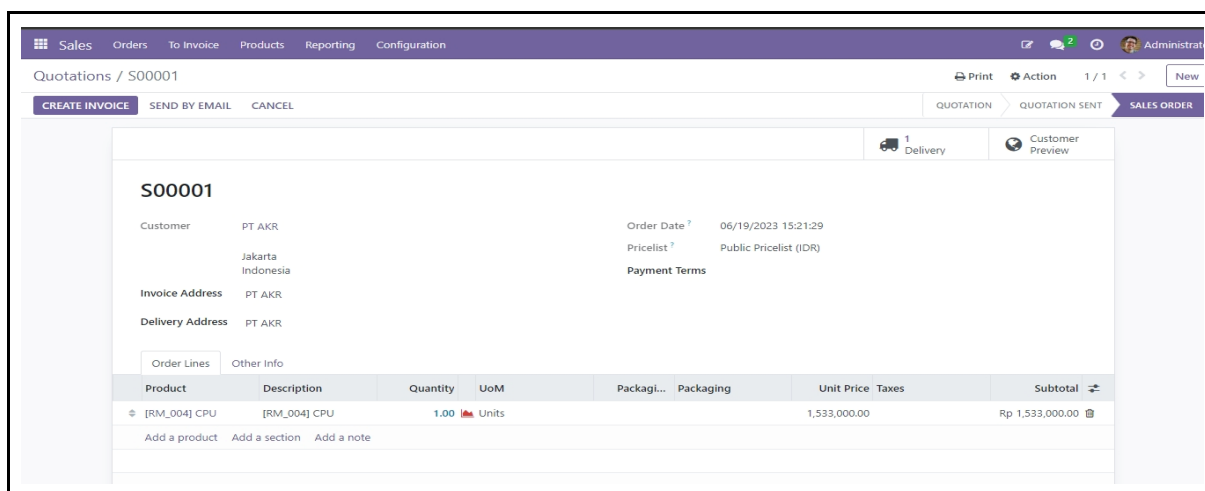 Sales Orders To Invoice Products Reporting Configuration 2 Administrat
Quotations / S00001 Print Action 1 / 1 New
CREATE INVOICE SEND BY EMAIL CANCEL QUOTATION QUOTATION SENT SALES ORDER
1 Delivery
Customer Preview
S00001
Customer PT AKR Order Date ? 06/19/2023 15:21:29
Pricelist ? Public Pricelist (IDR)
Jakarta
Indonesia Payment Terms
Invoice Address PT AKR
Delivery Address PT AKR
Order Lines Other Info
Product Description Quantity UoM Packagi... Packaging Unit Price Taxes Subtotal
[RM_004] CPU [RM_004] CPU 1.00 Units 1,533,000.00 Rp 1,533,000.00
Add a product Add a section Add a note